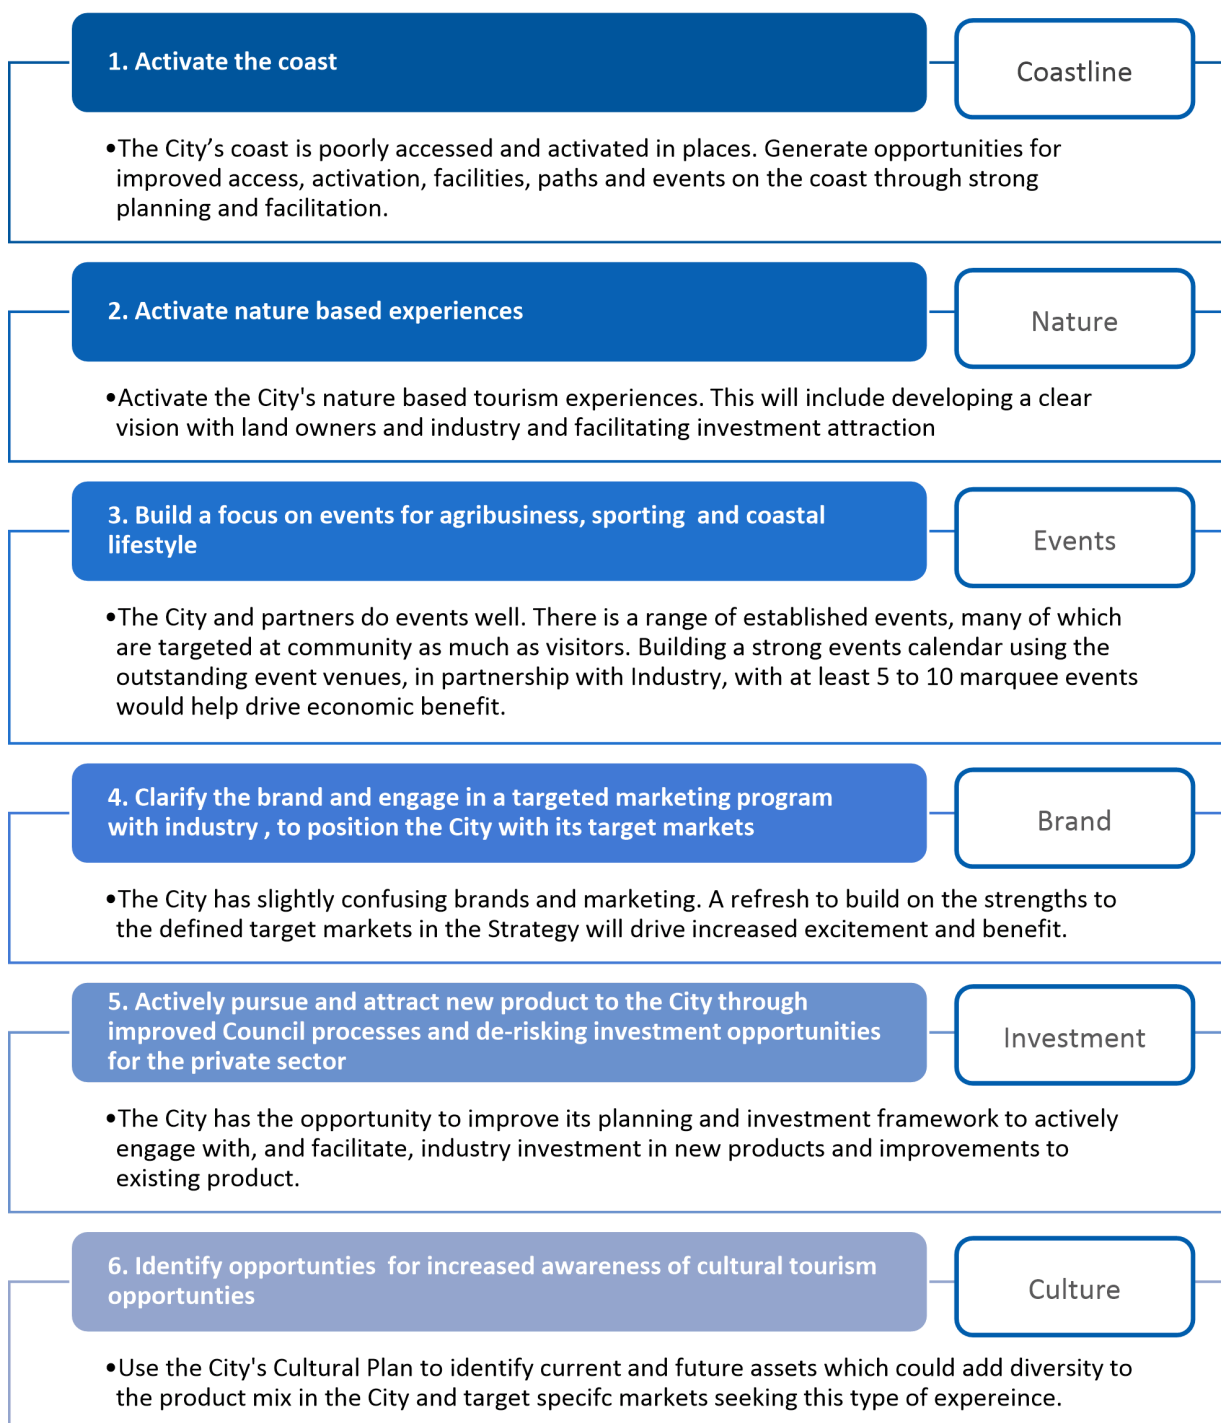 1. Activate the coast
Coastline
•The City’s coast is poorly accessed and activated in places. Generate opportunities for
improved access, activation, facilities, paths and events on the coast through strong
planning and facilitation.
2. Activate nature based experiences
Nature
•Activate the City's nature based tourism experiences. This will include developing a clear
vision with land owners and industry and facilitating investment attraction
3. Build a focus on events for agribusiness, sporting  and coastal
lifestyle
Events
•The City and partners do events well. There is a range of established events, many of which
are targeted at community as much as visitors. Building a strong events calendar using the
outstanding event venues, in partnership with Industry, with at least 5 to 10 marquee events
would help drive economic benefit.
4. Clarify the brand and engage in a targeted marketing program
with industry , to position the City with its target markets
Brand
•The City has slightly confusing brands and marketing. A refresh to build on the strengths to
the defined target markets in the Strategy will drive increased excitement and benefit.
5. Actively pursue and attract new product to the City through
improved Council processes and de-risking investment opportunities
for the private sector
Investment
•The City has the opportunity to improve its planning and investment framework to actively
engage with, and facilitate, industry investment in new products and improvements to
existing product.
6. Identify opportunties  for increased awareness of cultural tourism
opportunties
Culture
•Use the City's Cultural Plan to identify current and future assets which could add diversity to
the product mix in the City and target specifc markets seeking this type of expereince.